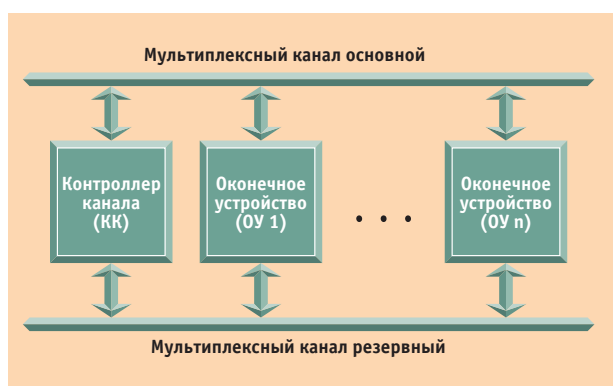 Мультиплексный канал основной
Контроллер
канала
(КК)
Оконечное
устройство
(ОУ 1)
. . .
Оконечное
устройство
(ОУ n)
Мультиплексный канал резервный